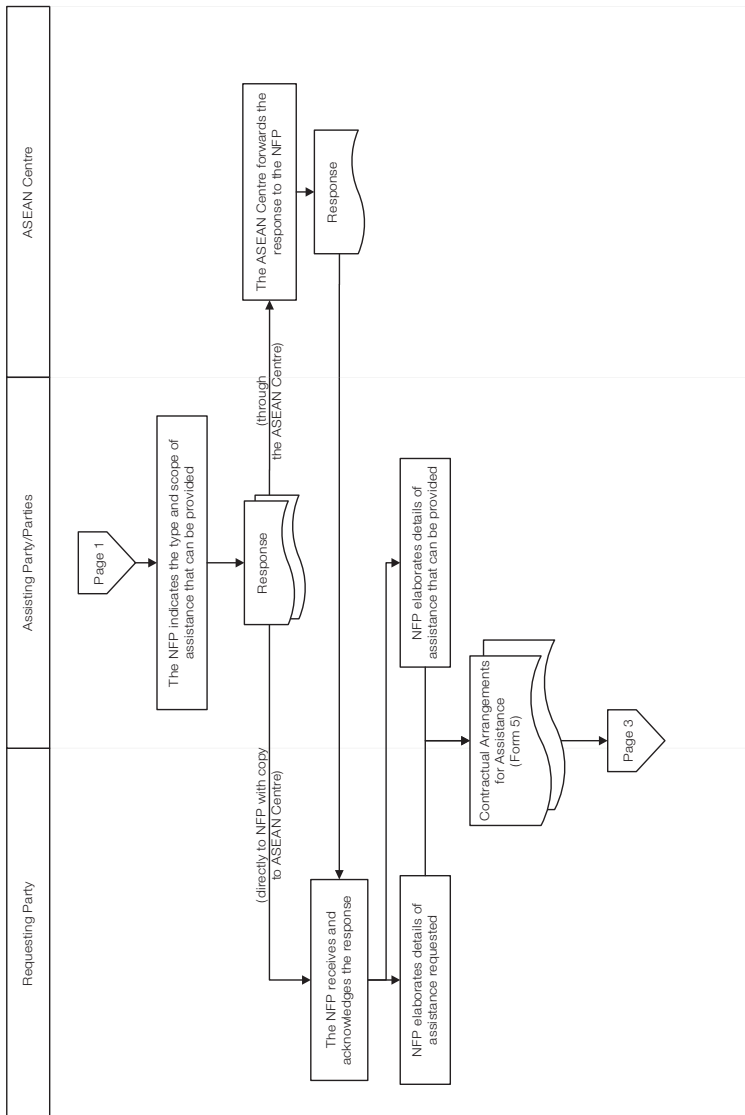 Requesting Party
Assisting Party/Parties
ASEAN Centre
Page 1
The NFP indicates the type and scope of
assistance that can be provided
Response
(directly to NFP with copy
to ASEAN Centre)
(through
the ASEAN Centre)
The ASEAN Centre forwards the
response to the NFP
Response
The NFP receives and
acknowledges the response
NFP elaborates details of
assistance requested
NFP elaborates details of
assistance that can be provided
Contractual Arrangements
for Assistance
(Form 5)
Page 3